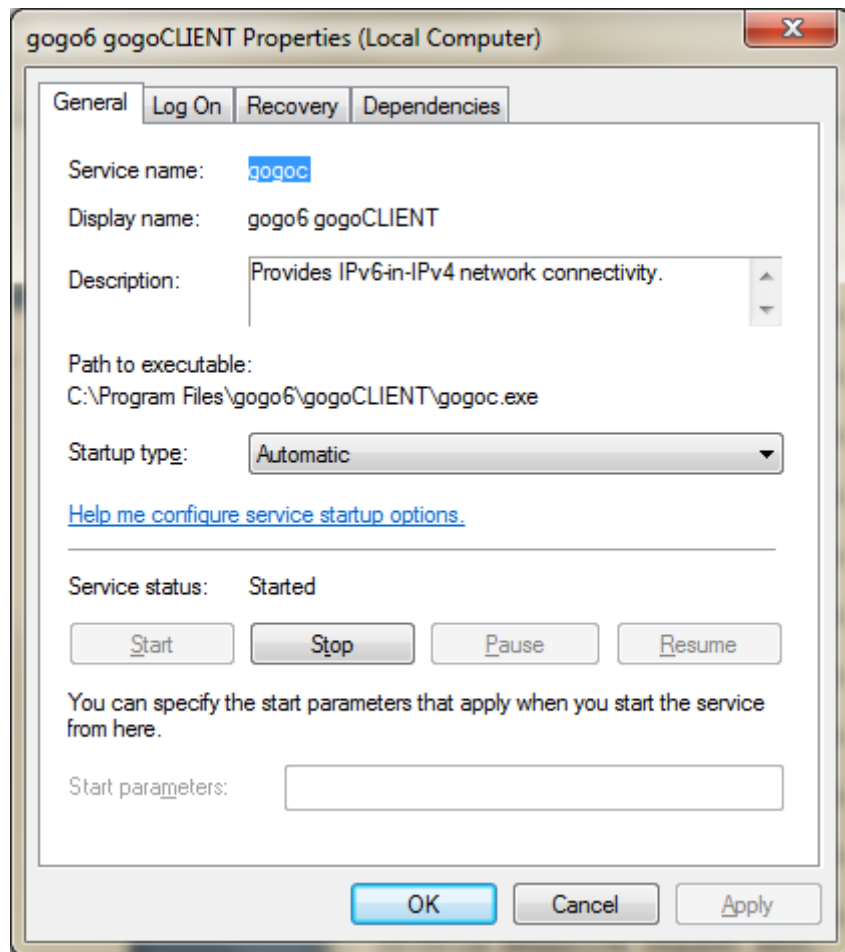 gogo6 gogoCLIENT Properties (Local Computer)
General Log On Recovery Dependencies
Service name: gogoc
Display name: gogo6 gogoCLIENT
Description: Provides IPv6-in-IPv4 network connectivity.
Path to executable:
C:\Program Files\gogo6\gogoCLIENT\gogoc.exe
Startup type: Automatic
Help me configure service startup options.
Service status: Started
Start Stop Pause Resume
You can specify the start parameters that apply when you start the service
from here.
Start parameters:
OK Cancel Apply